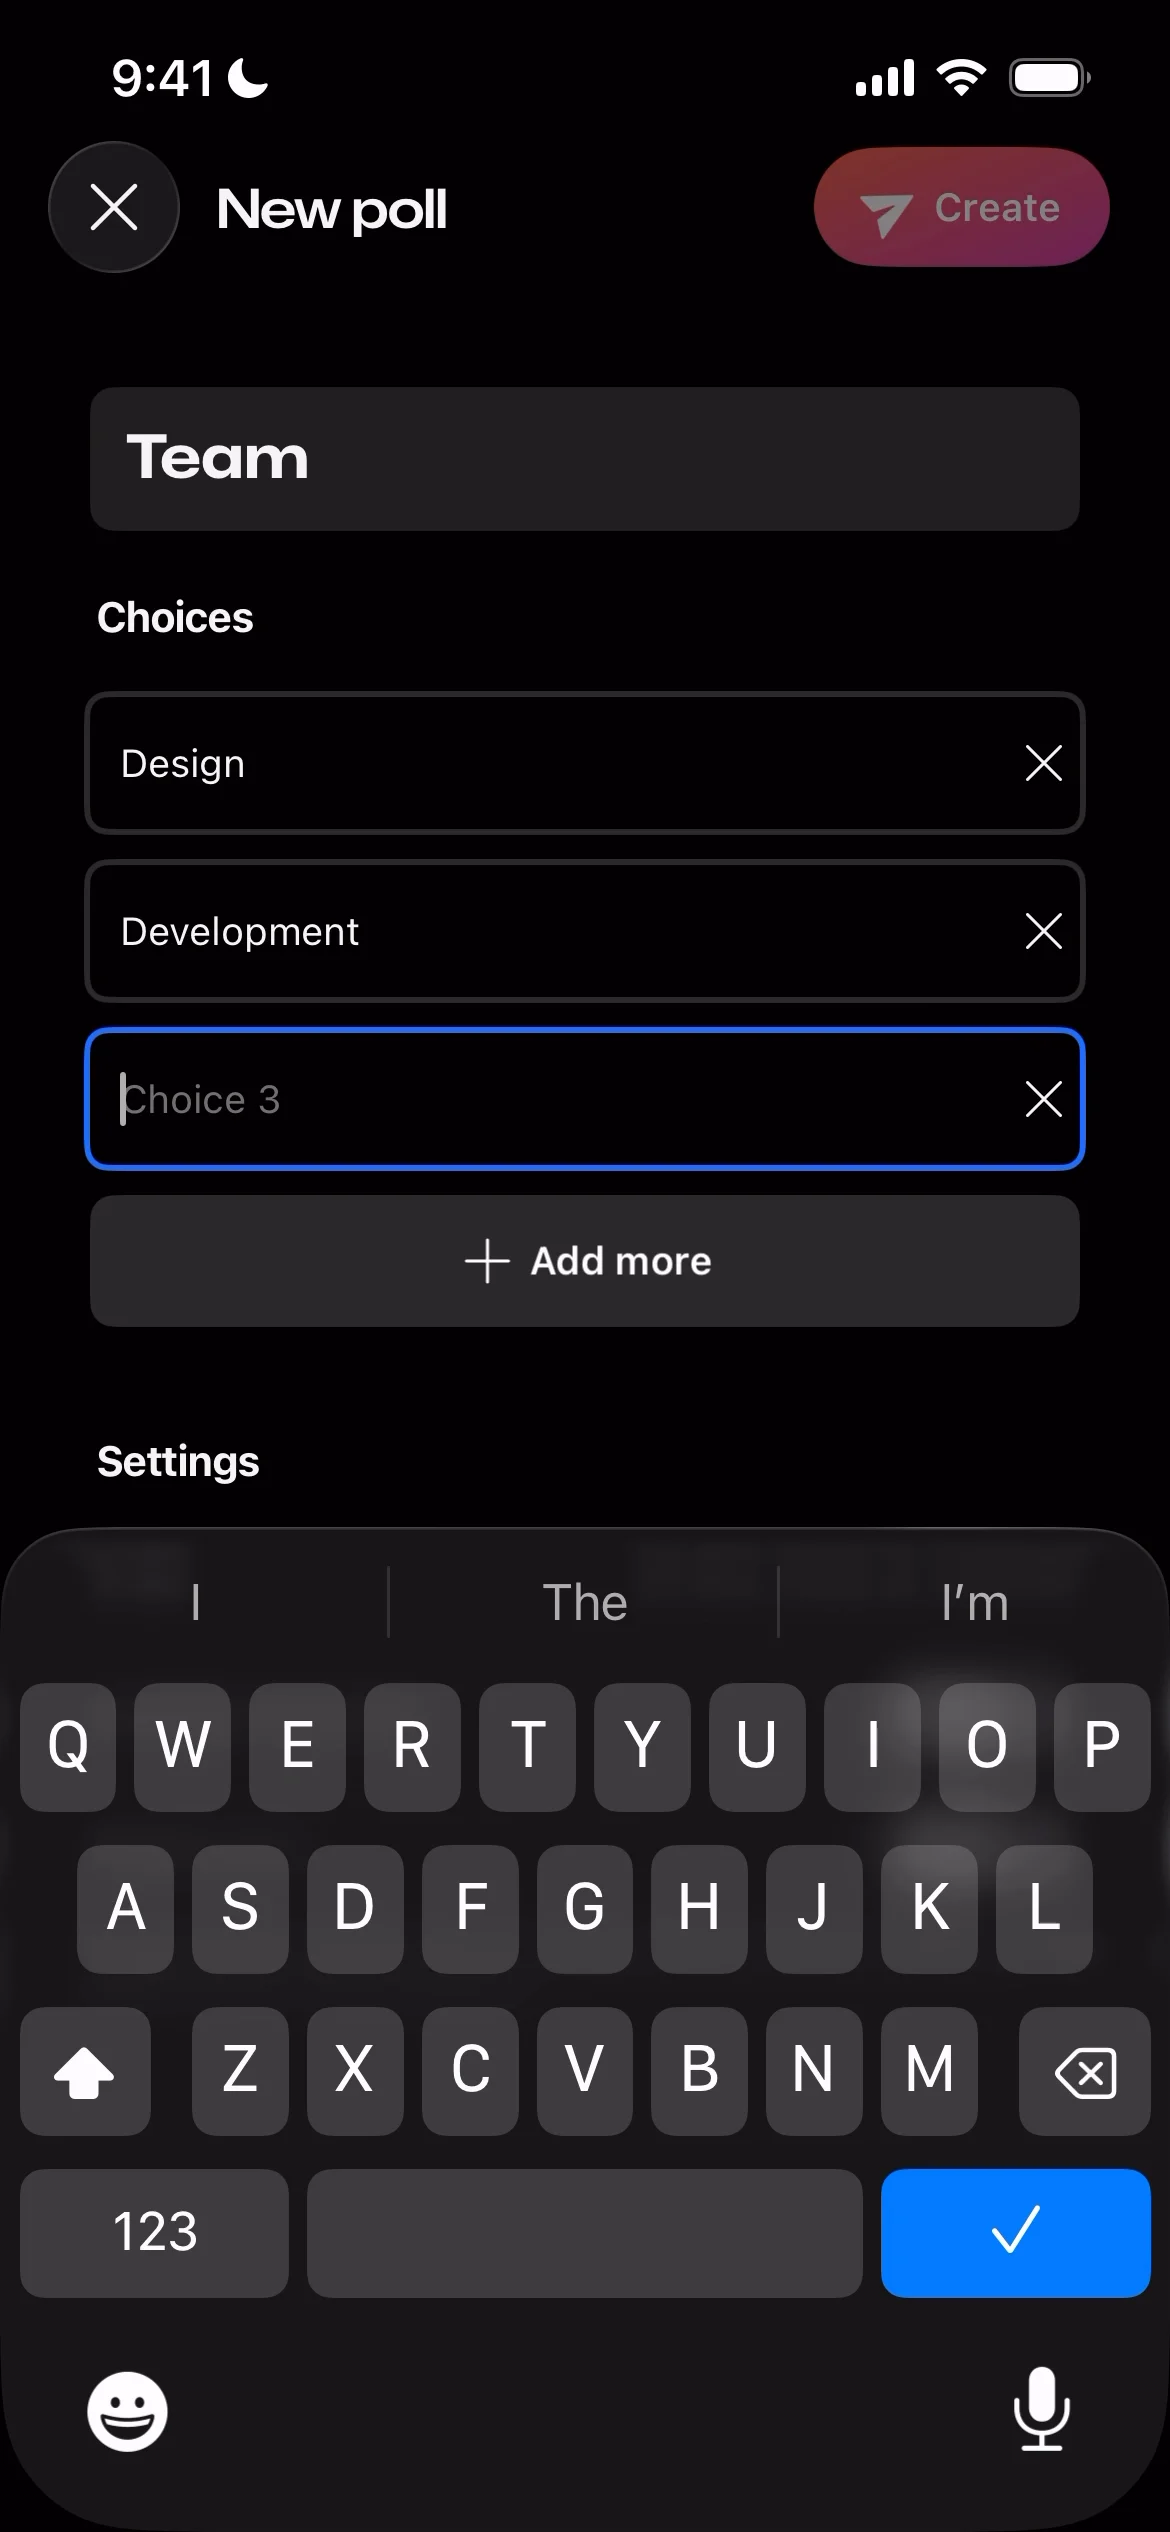 9:41
New poll
Create
Team
Choices
Design
Development
Choice 3
Add more
Settings
I The I’m
Q W E R T Y U I O P
A S D F G H J K L
Z X C V B N M
123